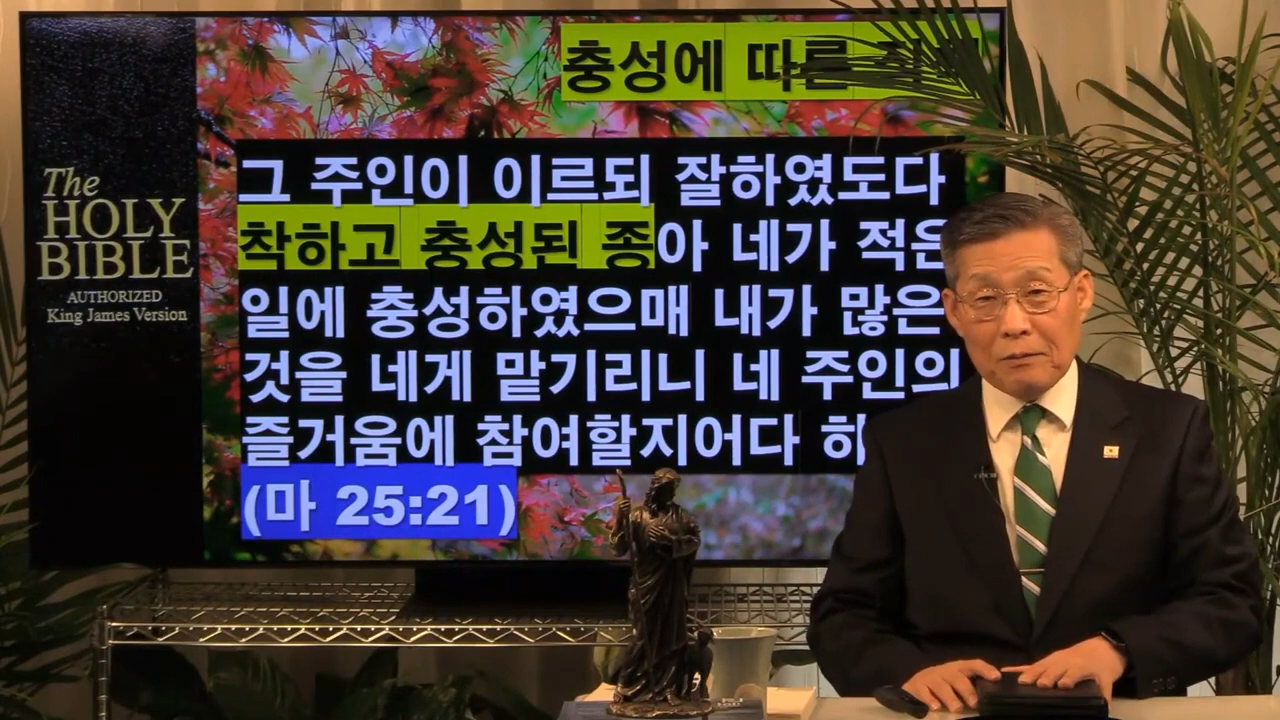 The
HOLY
BIBLE
AUTHORIZED
King James Version
충성에 따른
그 주인이 이르되 잘하였도다
착하고 충성된 종아 네가 적은
일에 충성하였으매 내가 많은
것을 네게 맡기리니 네 주인의
즐거움에 참여할지어다
(마 25:21)